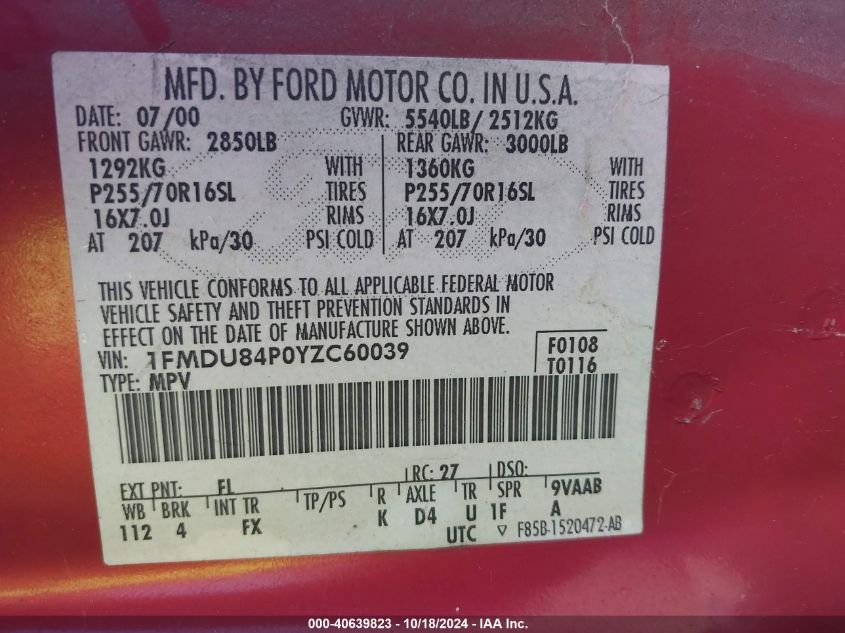 MFD. BY FORD MOTOR CO. IN U.S.A.
DATE: 07/00 GVWR: 5540LB/ 2512KG
FRONT GAWR: 2850LB REAR GAWR: 3000LB
1292KG WITH 1360KG WITH
P255/70R16SL TIRES P255/70R16SL TIRES
16X7.0J RIMS 16X7.0J RIMS
AT 207 kPa/30 PSI COLD AT 207 kPa/30 PSI COLD
THIS VEHICLE CONFORMS TO ALL APPLICABLE FEDERAL MOTOR
VEHICLE SAFETY AND THEFT PREVENTION STANDARDS IN
EFFECT ON THE DATE OF MANUFACTURE SHOWN ABOVE.
VIN: 1FMDU84P0YZC60039 F0108
TYPE: MPV T0116
EXT PNT: FL RC: 27 DSO:
WB BRK INT TR TP/PS R AXLE TR SPR 9VAAB
112 4 FX K D4 U 1F A
UTC ▽ F85B-1520472-AB
000-40639823 - 10/18/2024 - IAA Inc.